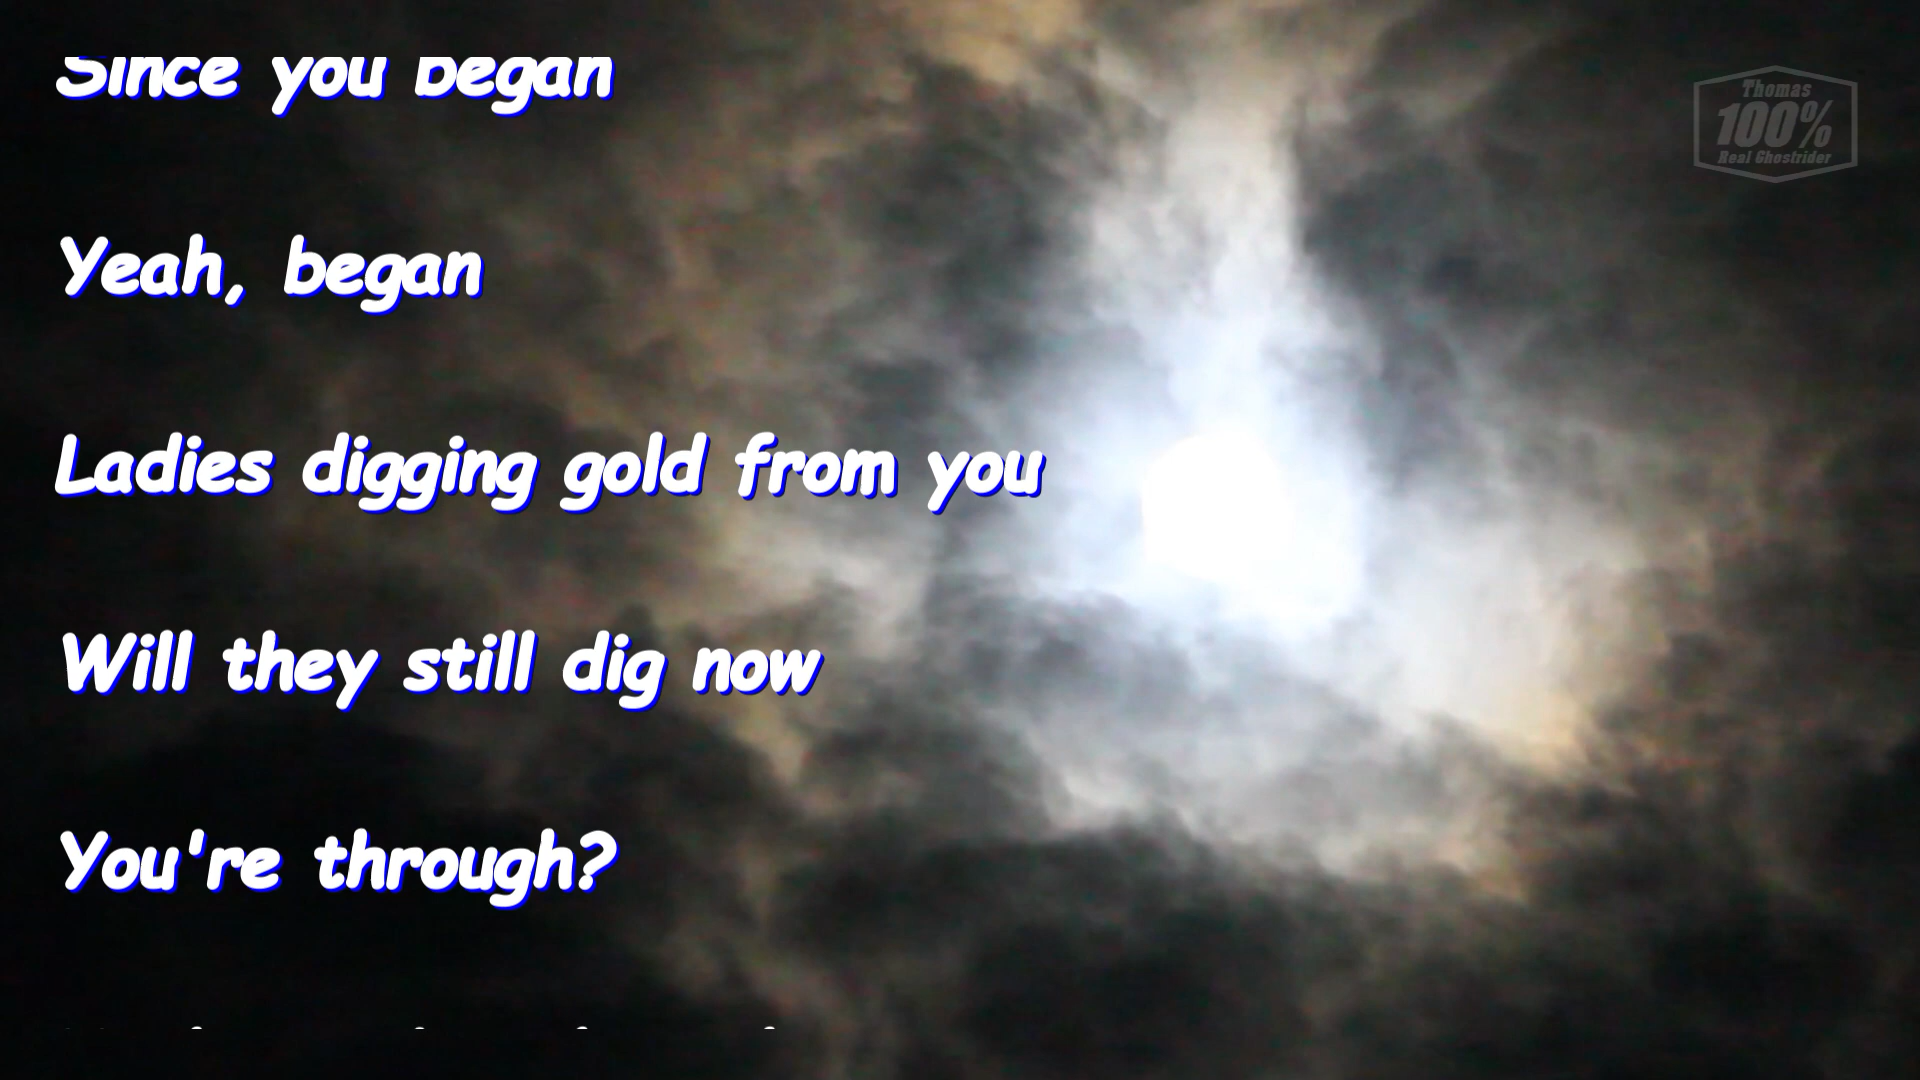 Since you began
Yeah, began
Ladies digging gold from you
Will they still dig now
You're through?
Thomas
100%
Real Ghostrider